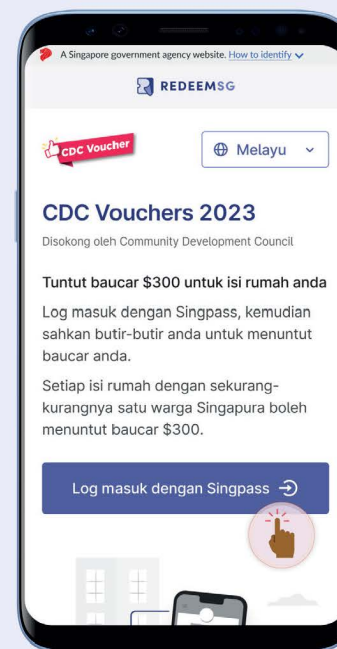 A Singapore government agency website. How to identify
REDEEMSG
CDC Voucher
Melayu
CDC Vouchers 2023
Disokong oleh Community Development Council
Tuntut baucar $300 untuk isi rumah anda
Log masuk dengan Singpass, kemudian
sahkan butir-butir anda untuk menuntut
baucar anda.
Setiap isi rumah dengan sekurang-
kurangnya satu warga Singapura boleh
menuntut baucar $300.
Log masuk dengan Singpass